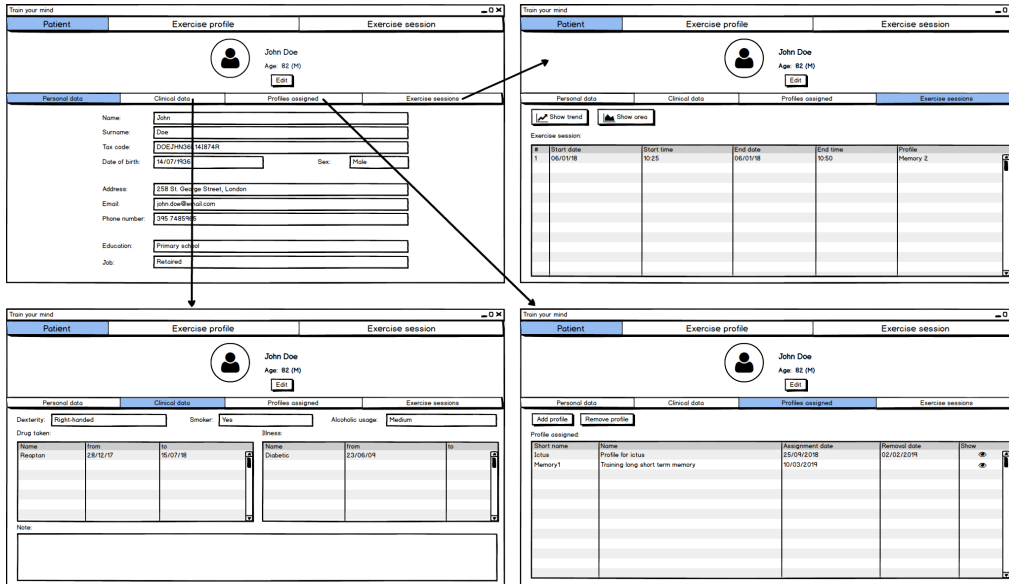 Train your mind
Patient Exercise profile Exercise session
John Doe
Age: 82 (M)
Edit
Personal data Clinical data Profiles assigned Exercise sessions
Name: John
Surname: Doe
Tax code: DOEJHN36L14I874R
Date of birth: 14/07/1936 Sex: Male
Address: 258 St. George Street, London
Email: john.doe@email.com
Phone number: 395 7485965
Education: Primary school
Job: Retaired
Train your mind
Patient Exercise profile Exercise session
John Doe
Age: 82 (M)
Edit
Personal data Clinical data Profiles assigned Exercise sessions
Show trend Show area
Exercise session:
# Start date Start time End date End time Profile
1 06/01/18 10:25 06/01/18 10:50 Memory 2
Train your mind
Patient Exercise profile Exercise session
John Doe
Age: 82 (M)
Edit
Personal data Clinical data Profiles assigned Exercise sessions
Dexterity: Right-handed Smoker: Yes Alcoholic usage: Medium
Drug taken: Illness:
Name from to Name from to
Reaptan 28/12/17 15/07/18 Diabetic 23/06/09
Note:
Train your mind
Patient Exercise profile Exercise session
John Doe
Age: 82 (M)
Edit
Personal data Clinical data Profiles assigned Exercise sessions
Add profile Remove profile
Profile assigned:
Short name Name Assignment date Removal date Show
Ictus Profile for ictus 25/09/2018 02/02/2019
Memory1 Training long short term memory 10/03/2019